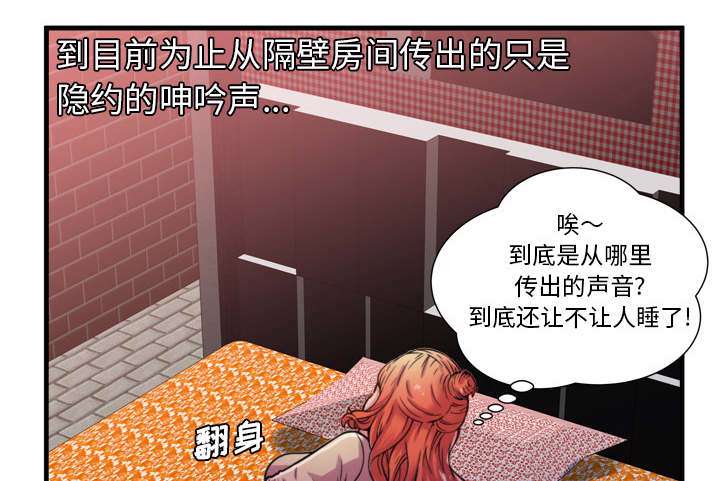 到目前为止从隔壁房间传出的只是
隐约的呻吟声...
唉～
到底是从哪里
传出的声音?
到底还让不让人睡了!
翻身